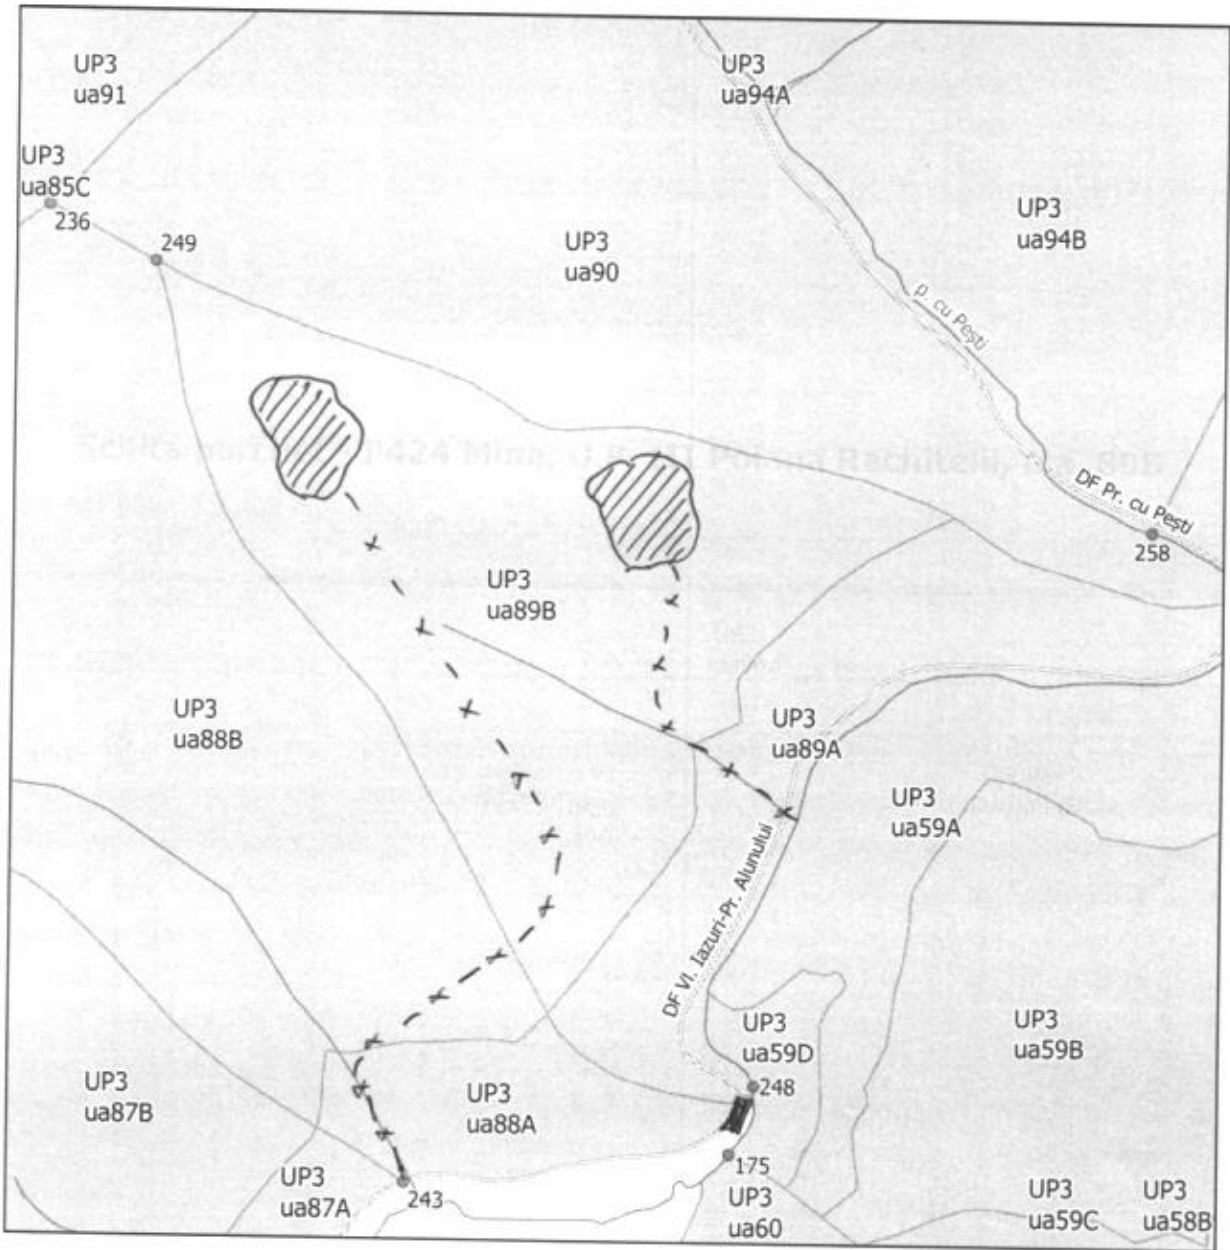 UP3
ua91
UP3
ua94A
UP3
ua85C
236
249
UP3
ua90
UP3
ua94B
p. cu Pești
DF Pr. cu Pești
258
UP3
ua89B
UP3
ua88B
UP3
ua89A
UP3
ua59A
DF Vl. Iazuri-Pr. Alunului
UP3
ua59D
UP3
ua59B
248
UP3
ua87B
UP3
ua88A
175
UP3
ua87A
243
UP3
ua60
UP3
ua59C
UP3
ua58B